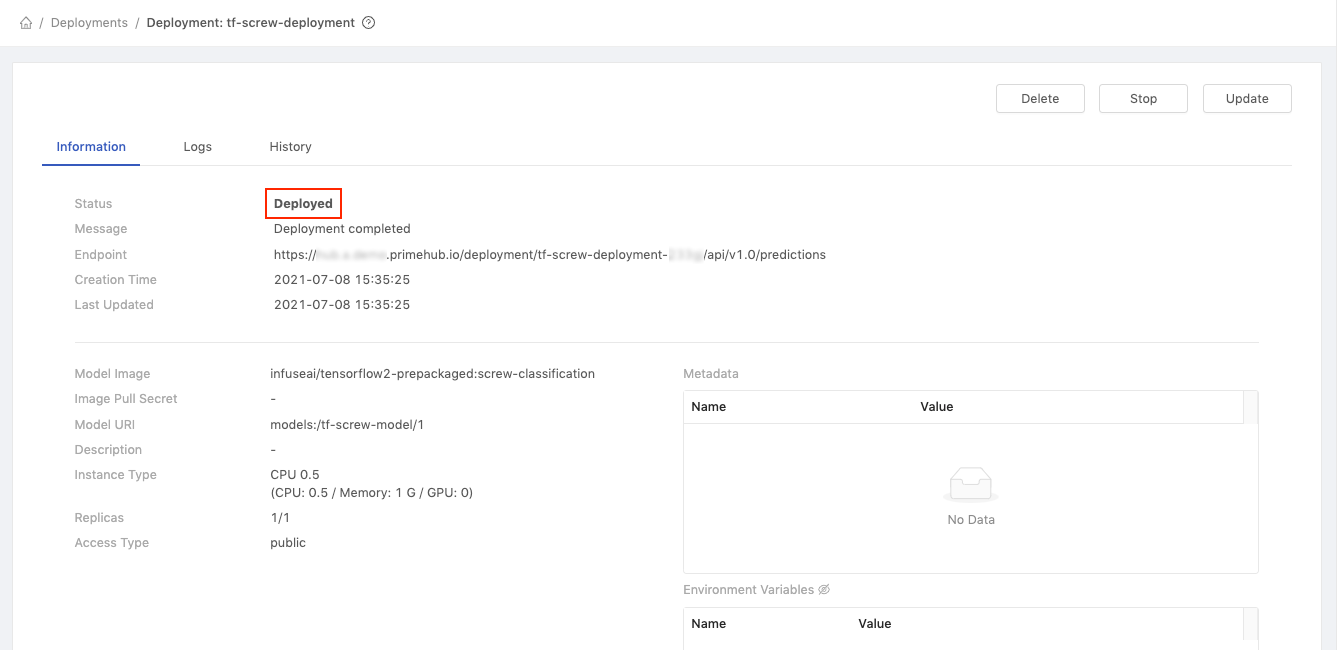 / Deployments / Deployment: tf-screw-deployment
Delete Stop Update
Information Logs History
Status Deployed
Message Deployment completed
Endpoint https:// .primehub.io/deployment/tf-screw-deployment- /api/v1.0/predictions
Creation Time 2021-07-08 15:35:25
Last Updated 2021-07-08 15:35:25
Model Image infuseai/tensorflow2-prepackaged:screw-classification
Image Pull Secret -
Model URI models:/tf-screw-model/1
Description -
Instance Type CPU 0.5
(CPU: 0.5 / Memory: 1 G / GPU: 0)
Replicas 1/1
Access Type public
Metadata
Name Value
No Data
Environment Variables
Name Value